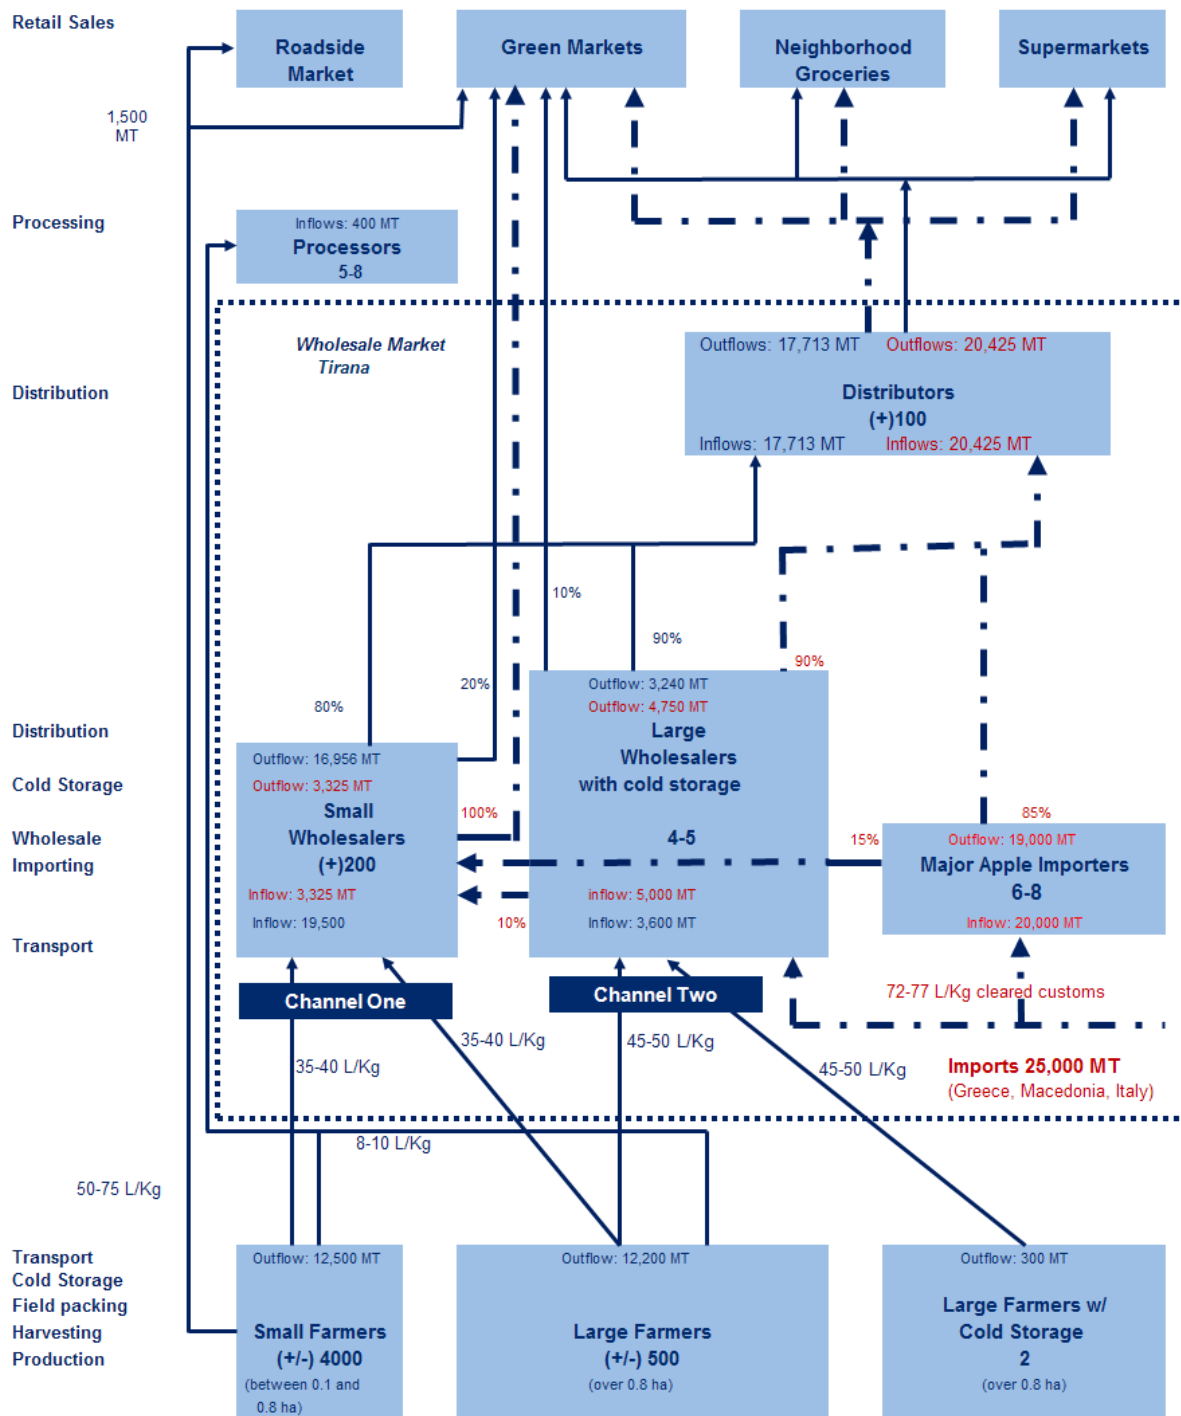 Retail Sales
Roadside
Market
Green Markets
Neighborhood
Groceries
Supermarkets
1,500
MT
Processing
Inflows: 400 MT
Processors
5-8
Wholesale Market
Tirana
Outflows: 17,713 MT
Outflows: 20,425 MT
Distribution
Distributors
(+)100
Inflows: 17,713 MT
Inflows: 20,425 MT
10%
90%
90%
20%
80%
Outflow: 3,240 MT
Outflow: 4,750 MT
Large
Wholesalers
with cold storage
4-5
inflow: 5,000 MT
Inflow: 3,600 MT
Distribution
Cold Storage
Wholesale
Importing
Transport
Outflow: 16,956 MT
Outflow: 3,325 MT
Small
Wholesalers
(+)200
Inflow: 3,325 MT
Inflow: 19,500
100%
10%
15%
85%
Outflow: 19,000 MT
Major Apple Importers
6-8
Inflow: 20,000 MT
Channel One
Channel Two
72-77 L/Kg cleared customs
35-40 L/Kg
35-40 L/Kg
45-50 L/Kg
45-50 L/Kg
Imports 25,000 MT
(Greece, Macedonia, Italy)
8-10 L/Kg
50-75 L/Kg
Transport
Cold Storage
Field packing
Harvesting
Production
Outflow: 12,500 MT
Small Farmers
(+/-) 4000
(between 0.1 and
0.8 ha)
Outflow: 12,200 MT
Large Farmers
(+/-) 500
(over 0.8 ha)
Outflow: 300 MT
Large Farmers w/
Cold Storage
2
(over 0.8 ha)